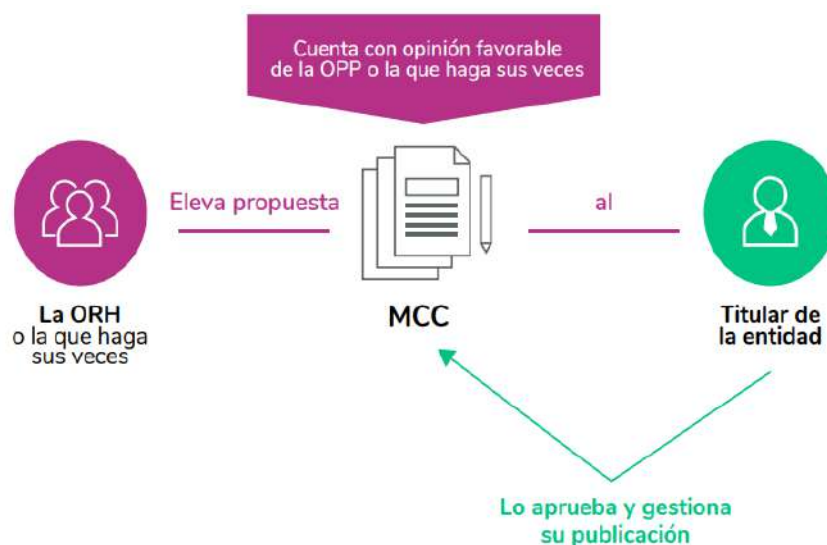 Cuenta con opinión favorable
de la OPP o la que haga sus veces
Eleva propuesta
al
La ORH
o la que haga
sus veces
MCC
Titular de
la entidad
Lo aprueba y gestiona
su publicación